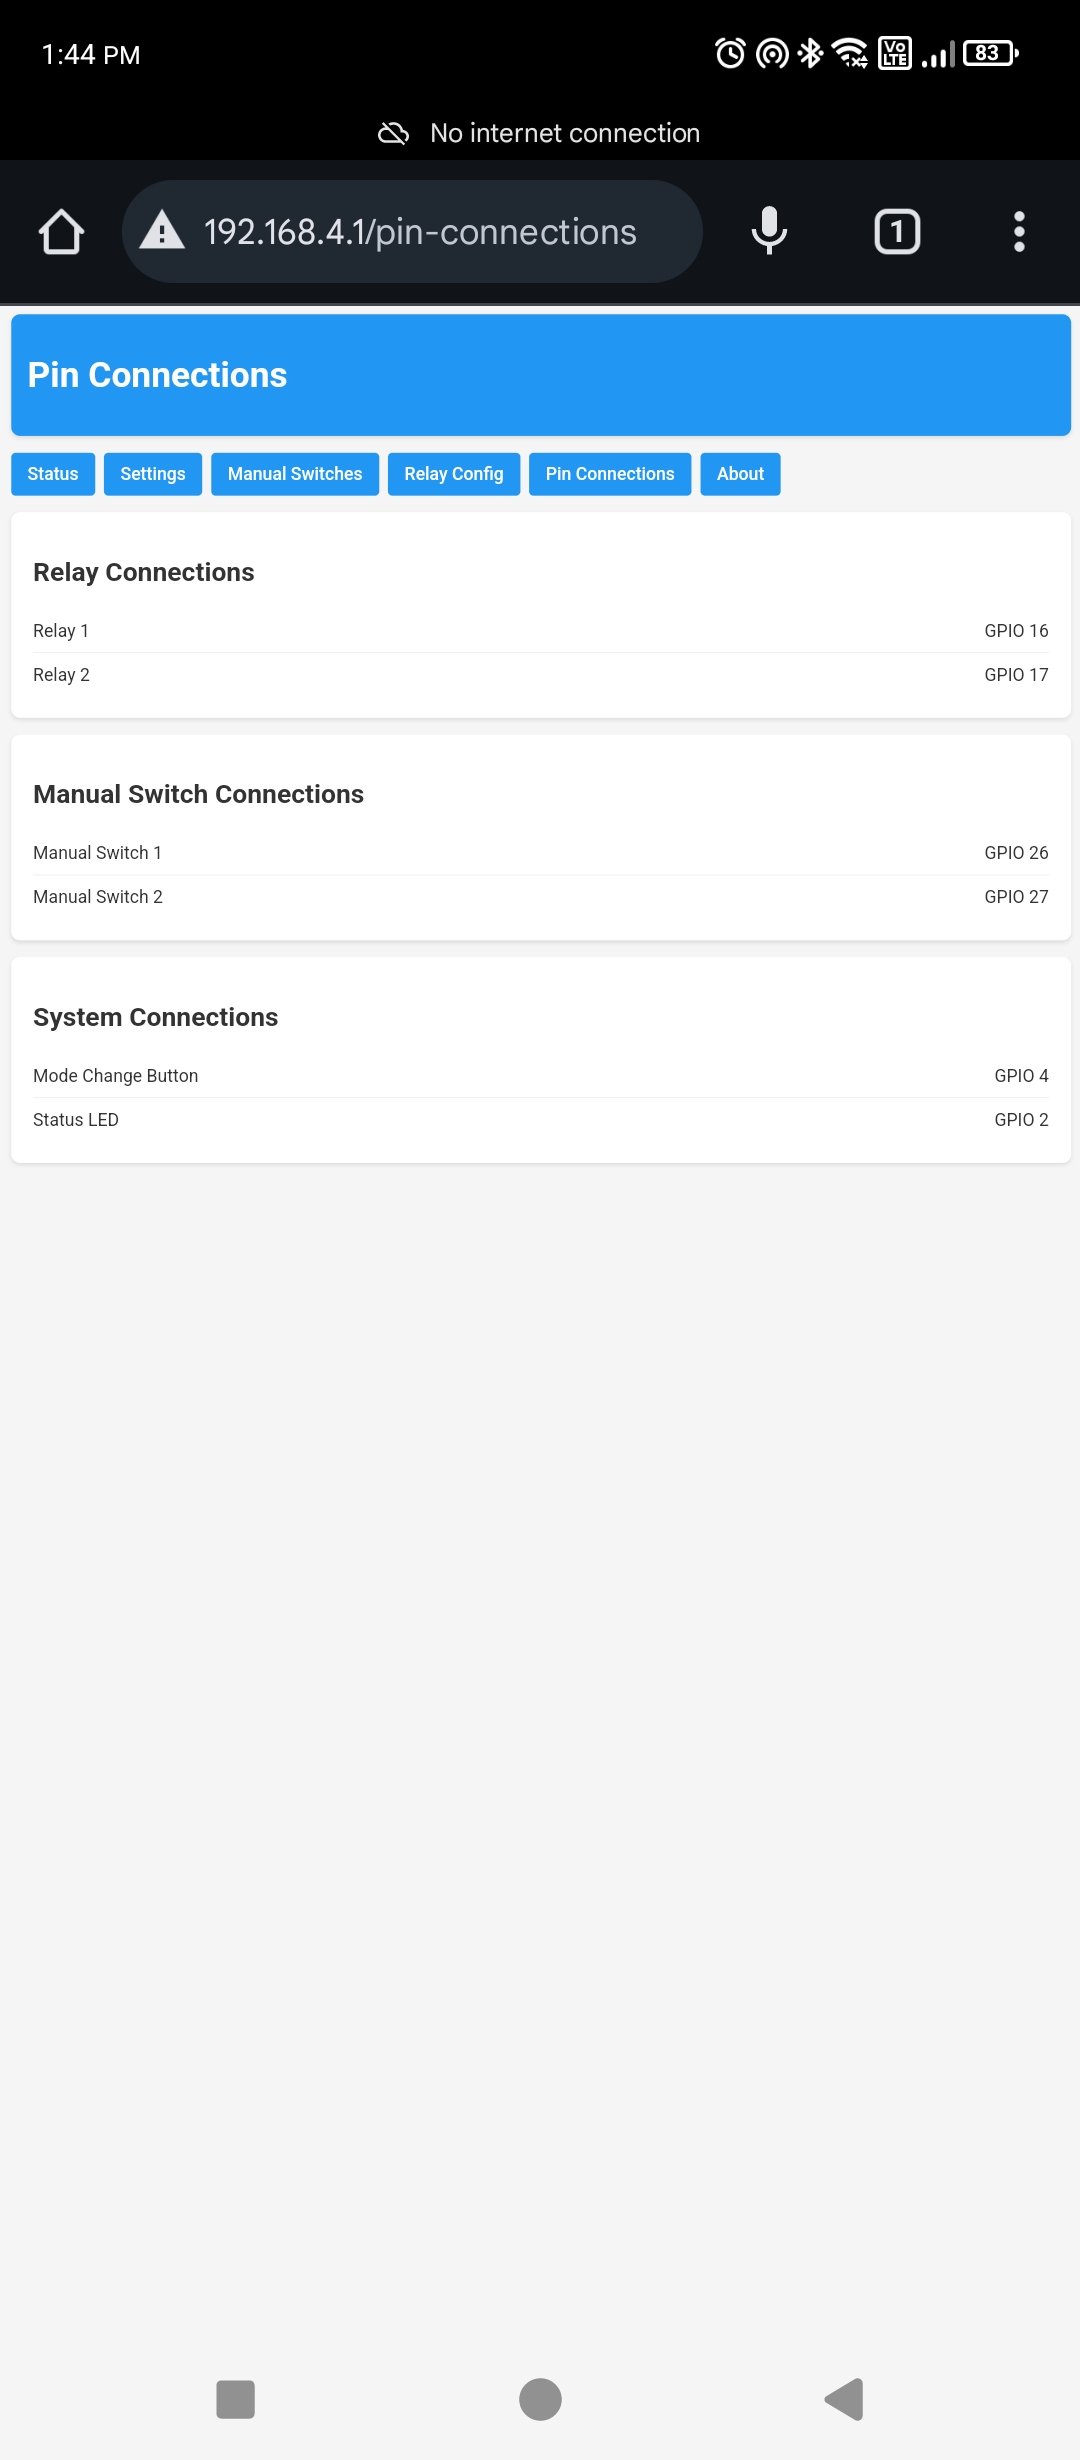 1:44 PM Vo LTE 83
No internet connection
192.168.4.1/pin-connections 1
Pin Connections
Status Settings Manual Switches Relay Config Pin Connections About
Relay Connections
Relay 1 GPIO 16
Relay 2 GPIO 17
Manual Switch Connections
Manual Switch 1 GPIO 26
Manual Switch 2 GPIO 27
System Connections
Mode Change Button GPIO 4
Status LED GPIO 2